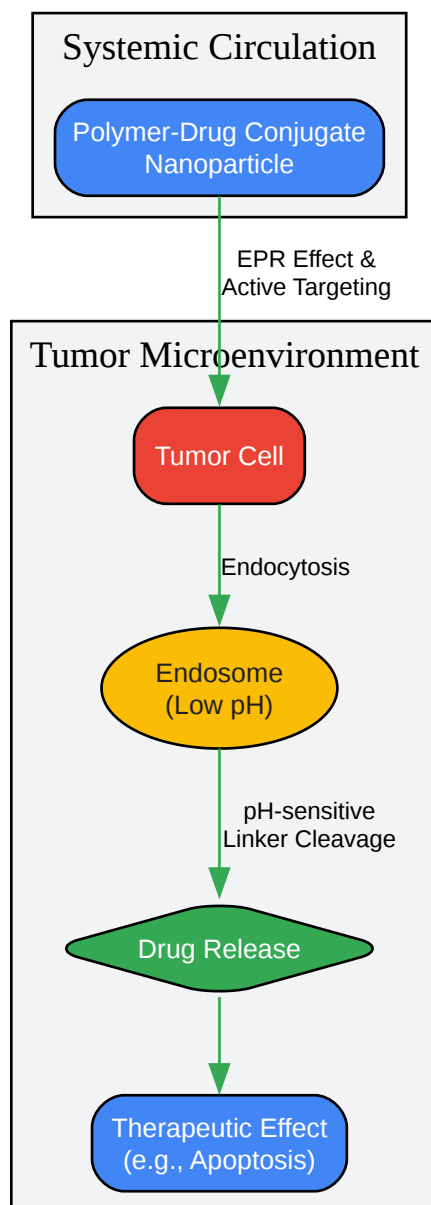 Systemic Circulation
Polymer-Drug Conjugate
Nanoparticle
EPR Effect &
Active Targeting
Tumor Microenvironment
Tumor Cell
Endocytosis
Endosome
(Low pH)
pH-sensitive
Linker Cleavage
Drug Release
Therapeutic Effect
(e.g., Apoptosis)